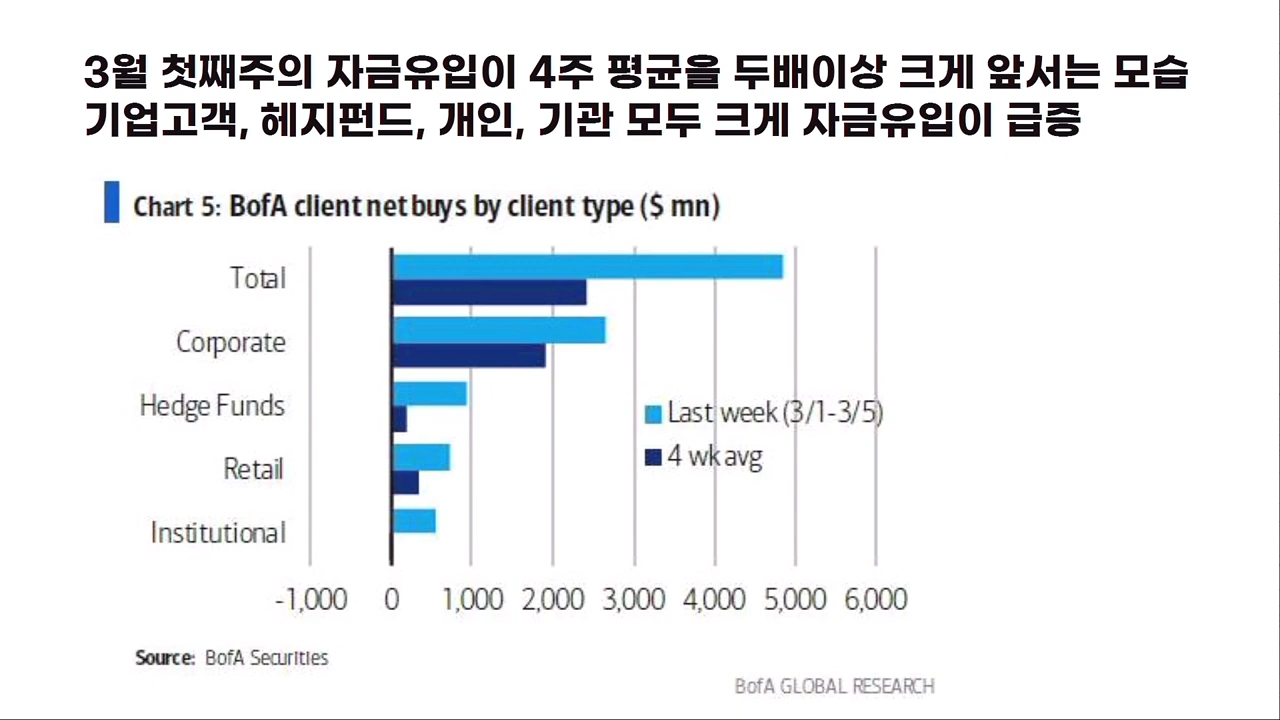 3월 첫째주의 자금유입이 4주 평균을 두배이상 크게 앞서는 모습
기업고객, 헤지펀드, 개인, 기관 모두 크게 자금유입이 급증
Chart 5: BofA client net buys by client type ($ mn)
Total
Corporate
Hedge Funds
Retail
Institutional
Last week (3/1-3/5)
4 wk avg
-1,000 0 1,000 2,000 3,000 4,000 5,000 6,000
Source: BofA Securities
BofA GLOBAL RESEARCH